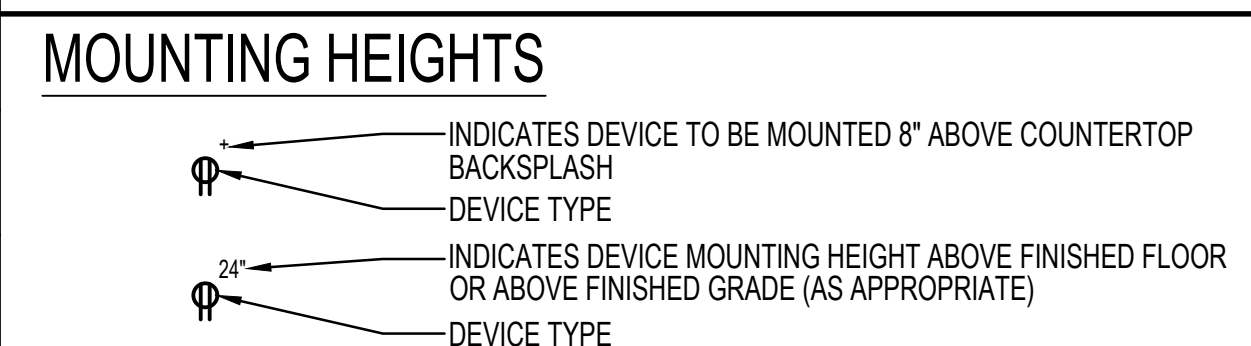 MOUNTING HEIGHTS
+
INDICATES DEVICE TO BE MOUNTED 8" ABOVE COUNTERTOP
BACKSPLASH
DEVICE TYPE
24"
INDICATES DEVICE MOUNTING HEIGHT ABOVE FINISHED FLOOR
OR ABOVE FINISHED GRADE (AS APPROPRIATE)
DEVICE TYPE